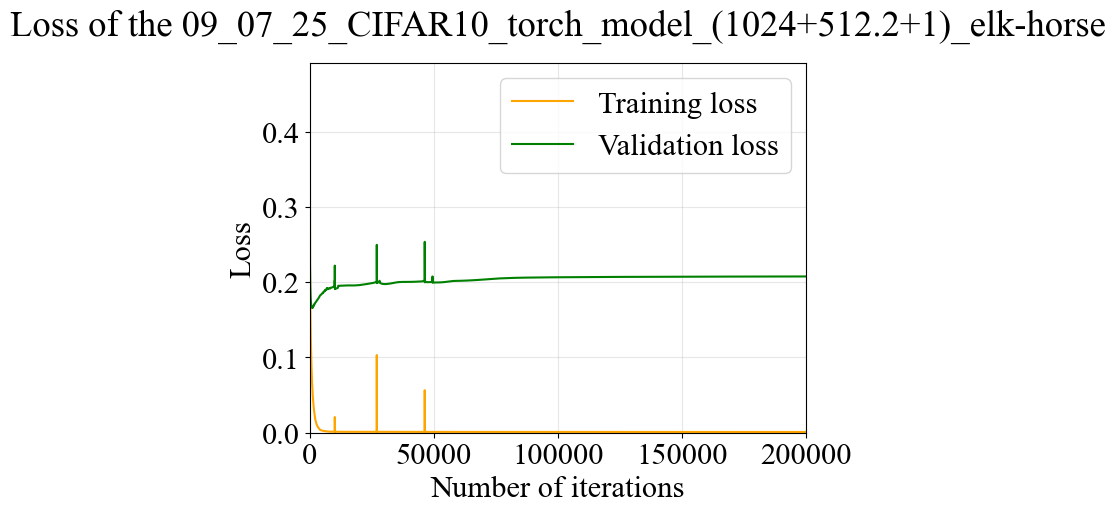 Loss of the 09_07_25_CIFAR10_torch_model_(1024+512.2+1)_elk-horse
Training loss
Validation loss
Loss
0.4
0.3
0.2
0.1
0.0
0
50000
100000
150000
200000
Number of iterations